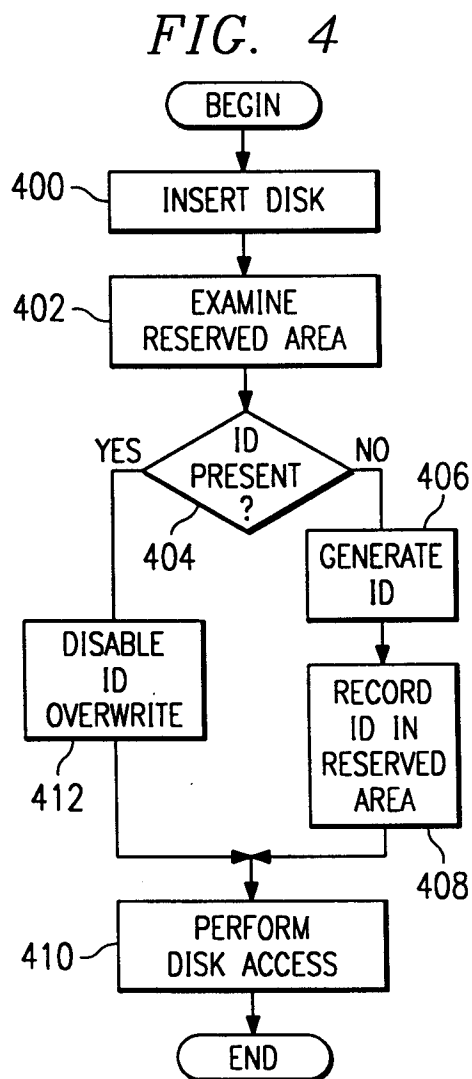 FIG. 4
BEGIN
400
INSERT DISK
402
EXAMINE
RESERVED AREA
YES
ID
PRESENT
?
NO
404
406
GENERATE
ID
DISABLE
ID
OVERWRITE
412
RECORD
ID IN
RESERVED
AREA
408
410
PERFORM
DISK ACCESS
END